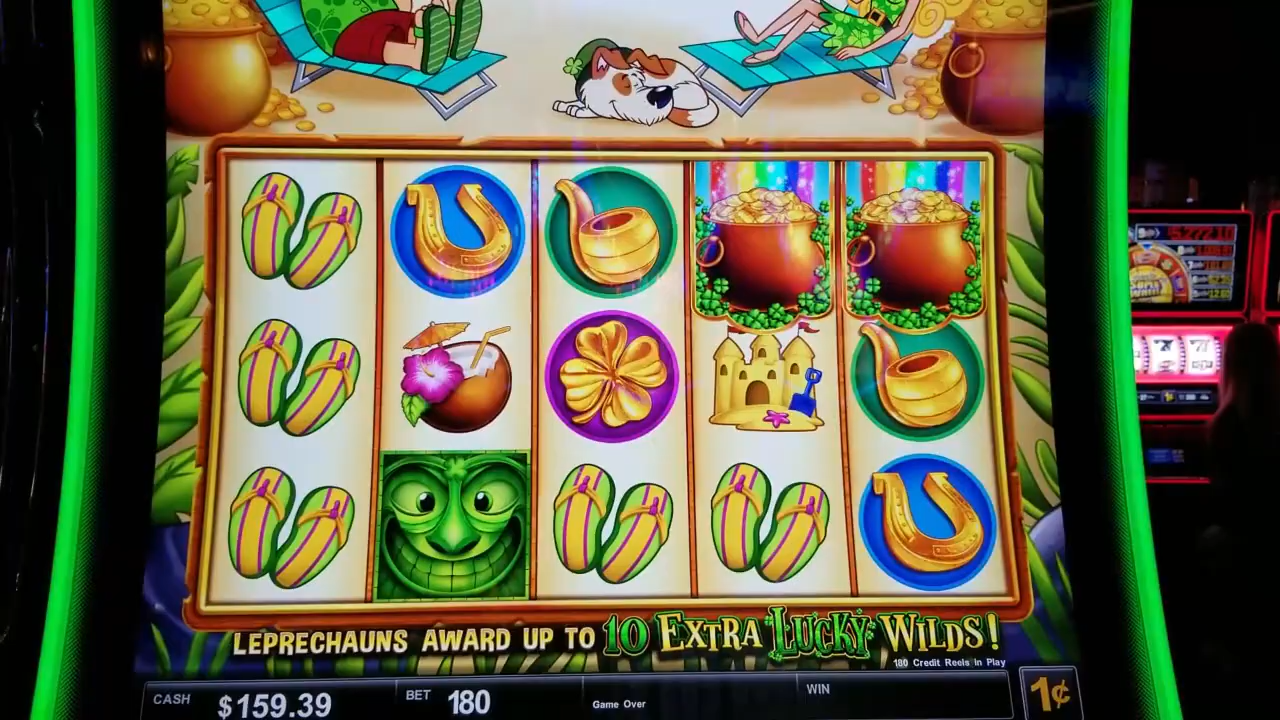 LEPRECHAUNS AWARD UP TO 10 EXTRA LUCKY WILDS!
180 Credit Reels In Play
CASH $159.39 BET 180 Game Over WIN 1¢